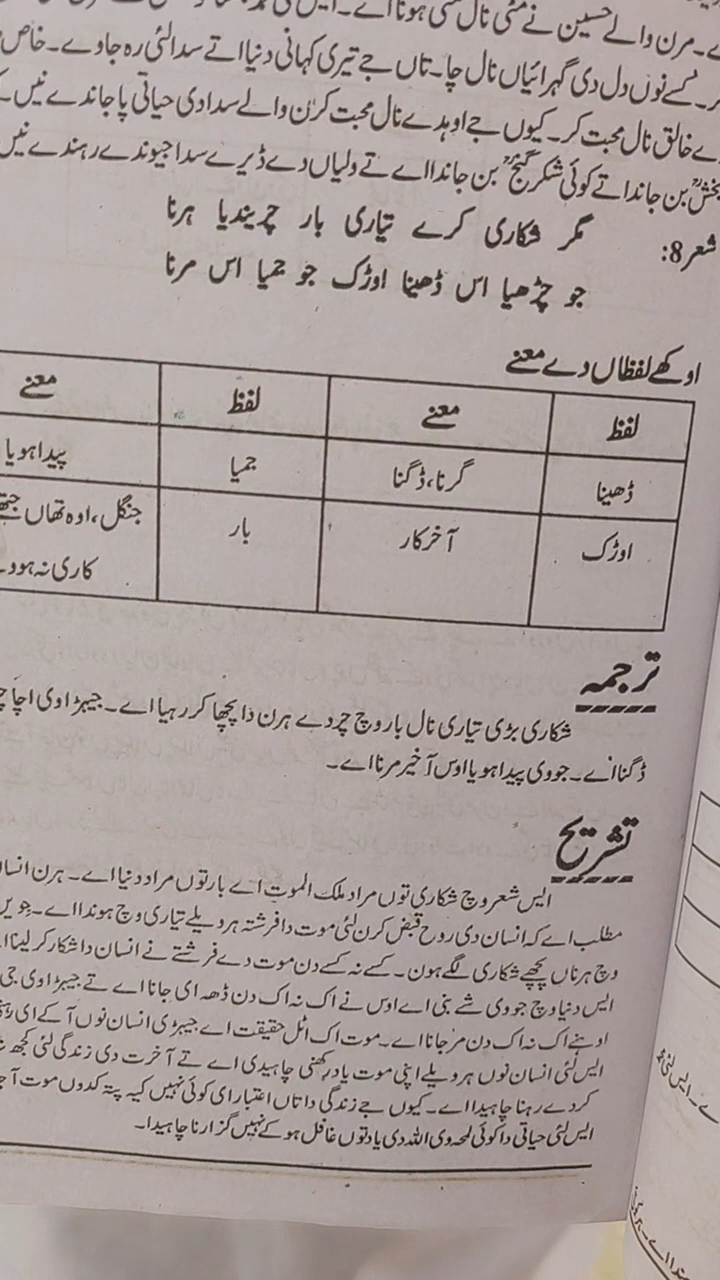 ے۔ مرن والے حسین نے مٹی نال مٹی ہونا اے۔
کر۔ کسے نوں دل دی گہرائیاں نال چا۔ تاں جے تیری کہانی دنیا اتے سدا لئی رہ جاوے۔ خاص
دے خالق نال محبت کر۔ کیوں جے اوہدے نال محبت کرن والے سدا دی حیاتی پا جاندے نیں۔
بخشؒ بن جاندا تے کوئی شکر گنجؒ بن جاندا اے تے ولیاں دے ڈیرے سدا جیوندے رہندے نیں
شعر 8:
مگر شکاری کرے تیاری بار چریندیا ہرنا
جو چڑھیا اس ڈھینا اوڑک جو جمیا اس مرنا
اوکھے لفظاں دے معنے
لفظ معنے لفظ معنے
ڈھینا گرنا، ڈگنا جمیا پیدا ہویا
اوڑک آخرکار بار جنگل، اوہ تھاں جتھے
کاری نہ ہووے
ترجمہ
شکاری بڑی تیاری نال بار وچ چردے ہرن دا پچھا کر رہیا اے۔ جیہڑا وی اچا
ڈگنا اے۔ جو وی پیدا ہویا اوس آخیر مرنا اے۔
تشریح
ایس شعر وچ شکاری توں مراد ملک الموت اے بار توں مراد دنیا اے۔ ہرن انسان
مطلب اے کہ انسان دی روح قبض کرن لئی موت دا فرشتہ ہر ویلے تیاری وچ ہوندا اے۔ جویں
وچ ہرناں پچھے شکاری لگے ہون۔ کسے نہ کسے دن موت دے فرشتے نے انسان دا شکار کر لینا
ایس دنیا وچ جو وی شے بنی اے اوس نے اک نہ اک دن ڈھہ ای جانا اے تے جیہڑا وی جی
اوہنے اک نہ اک دن مر جانا اے۔ موت اک اٹل حقیقت اے جیہڑی انسان نوں آ کے ای
ایس لئی انسان نوں ہر ویلے اپنی موت یاد رکھنی چاہیدی اے تے آخرت دی زندگی لئی کجھ
کردے رہنا چاہیدا اے۔ کیوں جے زندگی دا تاں اعتبار ای کوئی نہیں کیہ پتہ کدوں موت آ
ایس لئی حیاتی دا کوئی لمحہ وی اللہ دی یاد توں غافل ہو کے نہیں گزارنا چاہیدا۔